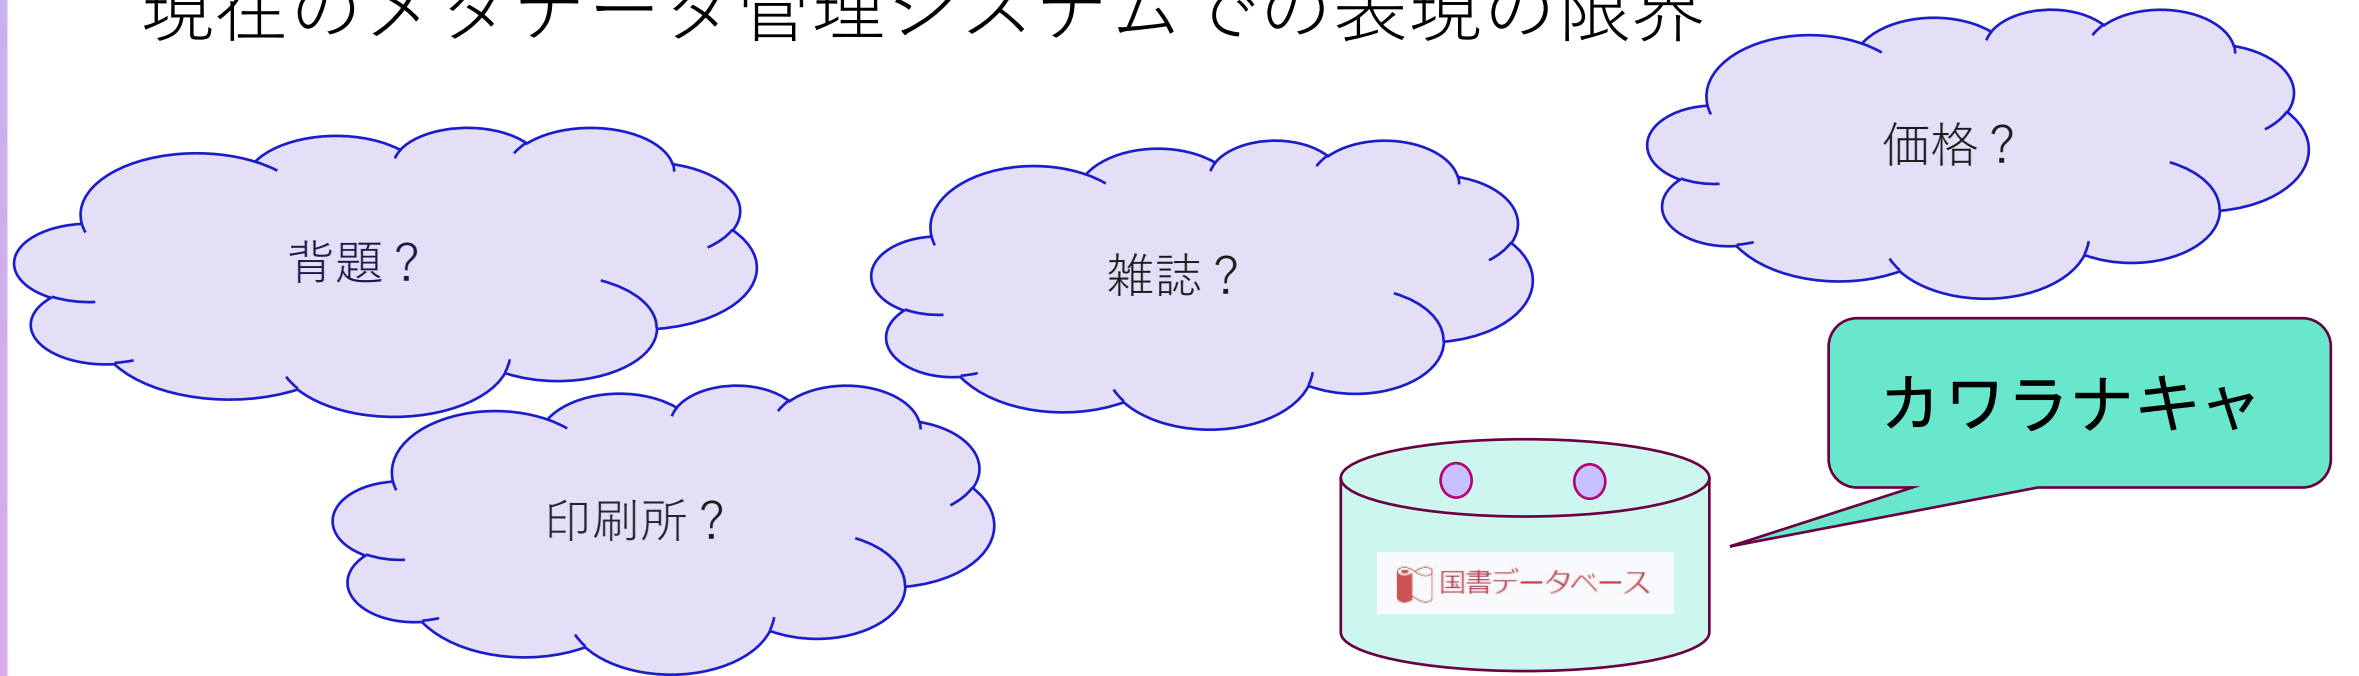 現在のメタデータ管理システムでの表現の限界
価格？
背題？
雑誌？
カワラナキャ
印刷所？
国書データベース